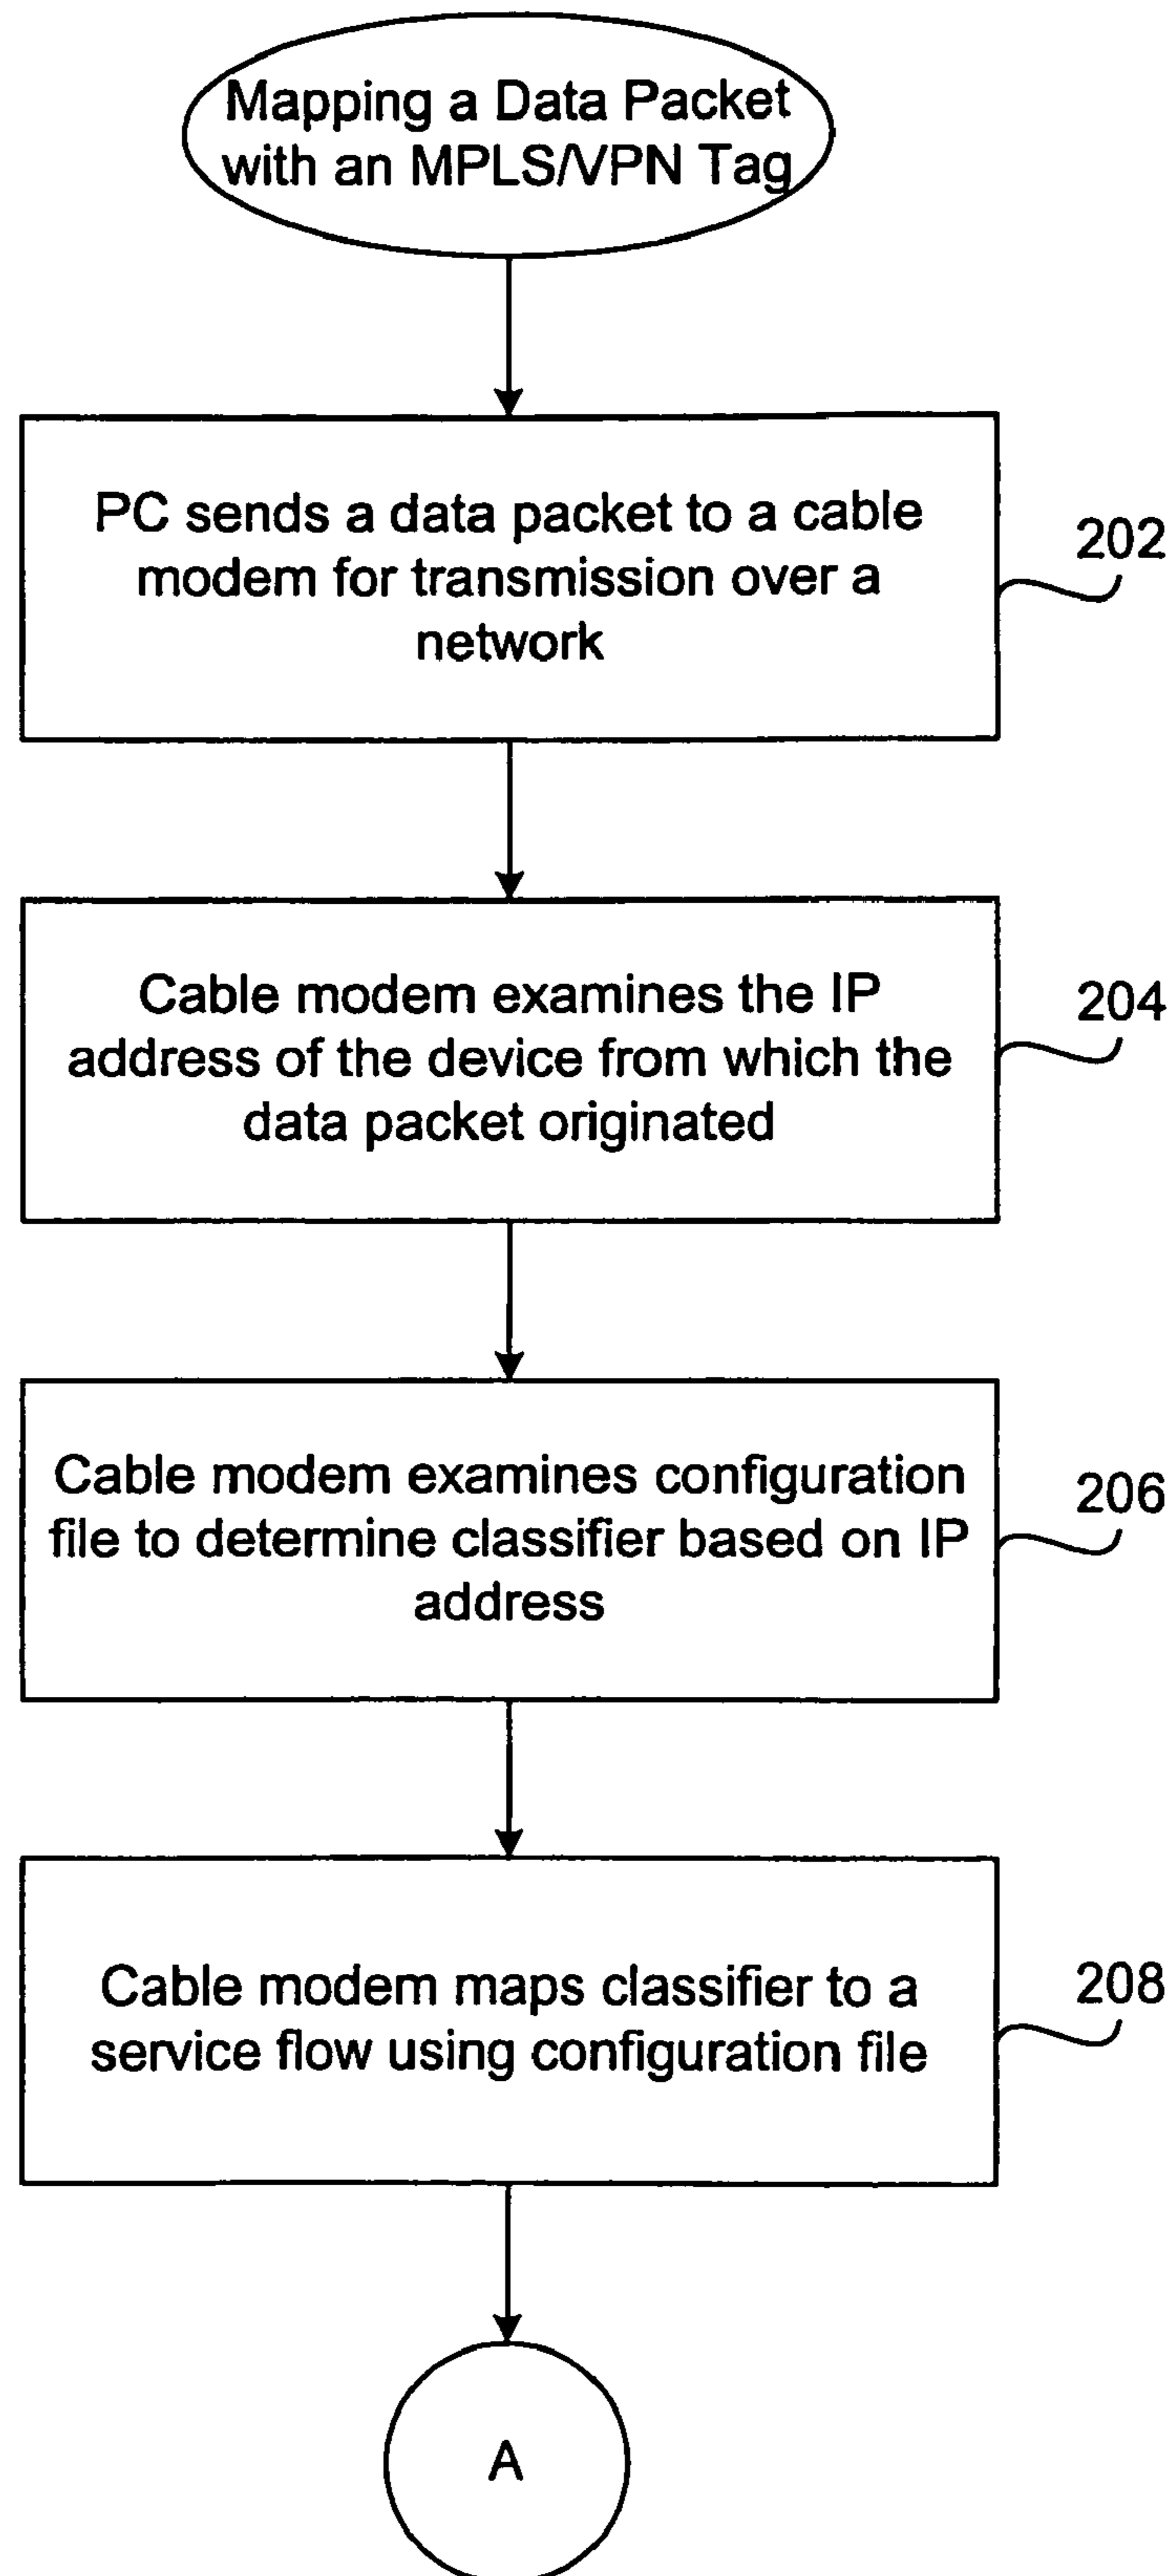 Mapping a Data Packet
with an MPLS/VPN Tag
PC sends a data packet to a cable
modem for transmission over a
network
202
Cable modem examines the IP
address of the device from which the
data packet originated
204
Cable modem examines configuration
file to determine classifier based on IP
address
206
Cable modem maps classifier to a
service flow using configuration file
208
A